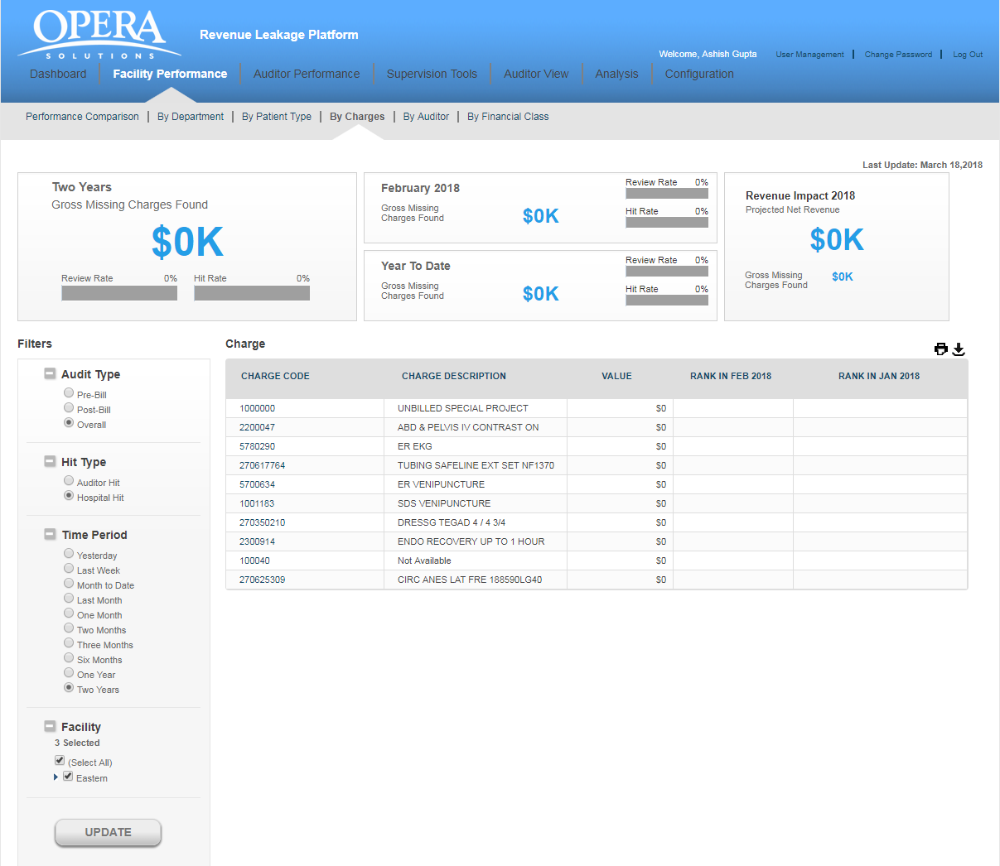 OPERA
SOLUTIONS
Revenue Leakage Platform
Welcome, Ashish Gupta User Management | Change Password | Log Out
Dashboard | Facility Performance | Auditor Performance | Supervision Tools | Auditor View | Analysis | Configuration
Performance Comparison | By Department | By Patient Type | By Charges | By Auditor | By Financial Class
Last Update: March 18,2018
Two Years
Gross Missing Charges Found
$0K
Review Rate 0% Hit Rate 0%
February 2018
Gross Missing
Charges Found
$0K
Review Rate 0%
Hit Rate 0%
Year To Date
Gross Missing
Charges Found
$0K
Review Rate 0%
Hit Rate 0%
Revenue Impact 2018
Projected Net Revenue
$0K
Gross Missing
Charges Found
$0K
Filters
Audit Type
Pre-Bill
Post-Bill
Overall
Hit Type
Auditor Hit
Hospital Hit
Time Period
Yesterday
Last Week
Month to Date
Last Month
One Month
Two Months
Three Months
Six Months
One Year
Two Years
Facility
3 Selected
(Select All)
Eastern
UPDATE
Charge
CHARGE CODE CHARGE DESCRIPTION VALUE RANK IN FEB 2018 RANK IN JAN 2018
1000000 UNBILLED SPECIAL PROJECT $0
2200047 ABD & PELVIS IV CONTRAST ON $0
5780290 ER EKG $0
270617764 TUBING SAFELINE EXT SET NF1370 $0
5700634 ER VENIPUNCTURE $0
1001183 SDS VENIPUNCTURE $0
270350210 DRESSG TEGAD 4 / 4 3/4 $0
2300914 ENDO RECOVERY UP TO 1 HOUR $0
100040 Not Available $0
270625309 CIRC ANES LAT FRE 188590LG40 $0